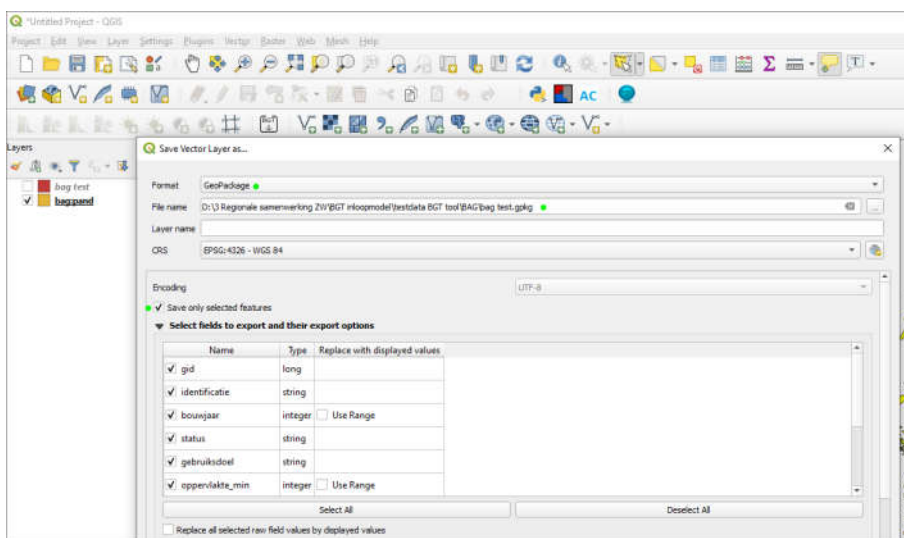 *Untitled Project - QGIS
Project Edit View Layer Settings Plugins Vector Raster Web Mesh Help
AC
Layers
Save Vector Layer as...
bag test
bag:pand
Format GeoPackage
File name D:\3 Regionale samenwerking ZW\BGT inloopmodel\testdata BGT tool\BAG\bag test.gpkg
Layer name
CRS EPSG:4326 - WGS 84
Encoding UTF-8
Save only selected features
Select fields to export and their export options
Name Type Replace with displayed values
gid long
identificatie string
bouwjaar integer Use Range
status string
gebruiksdoel string
oppervlakte_min integer Use Range
Select All Deselect All
Replace all selected raw field values by displayed values